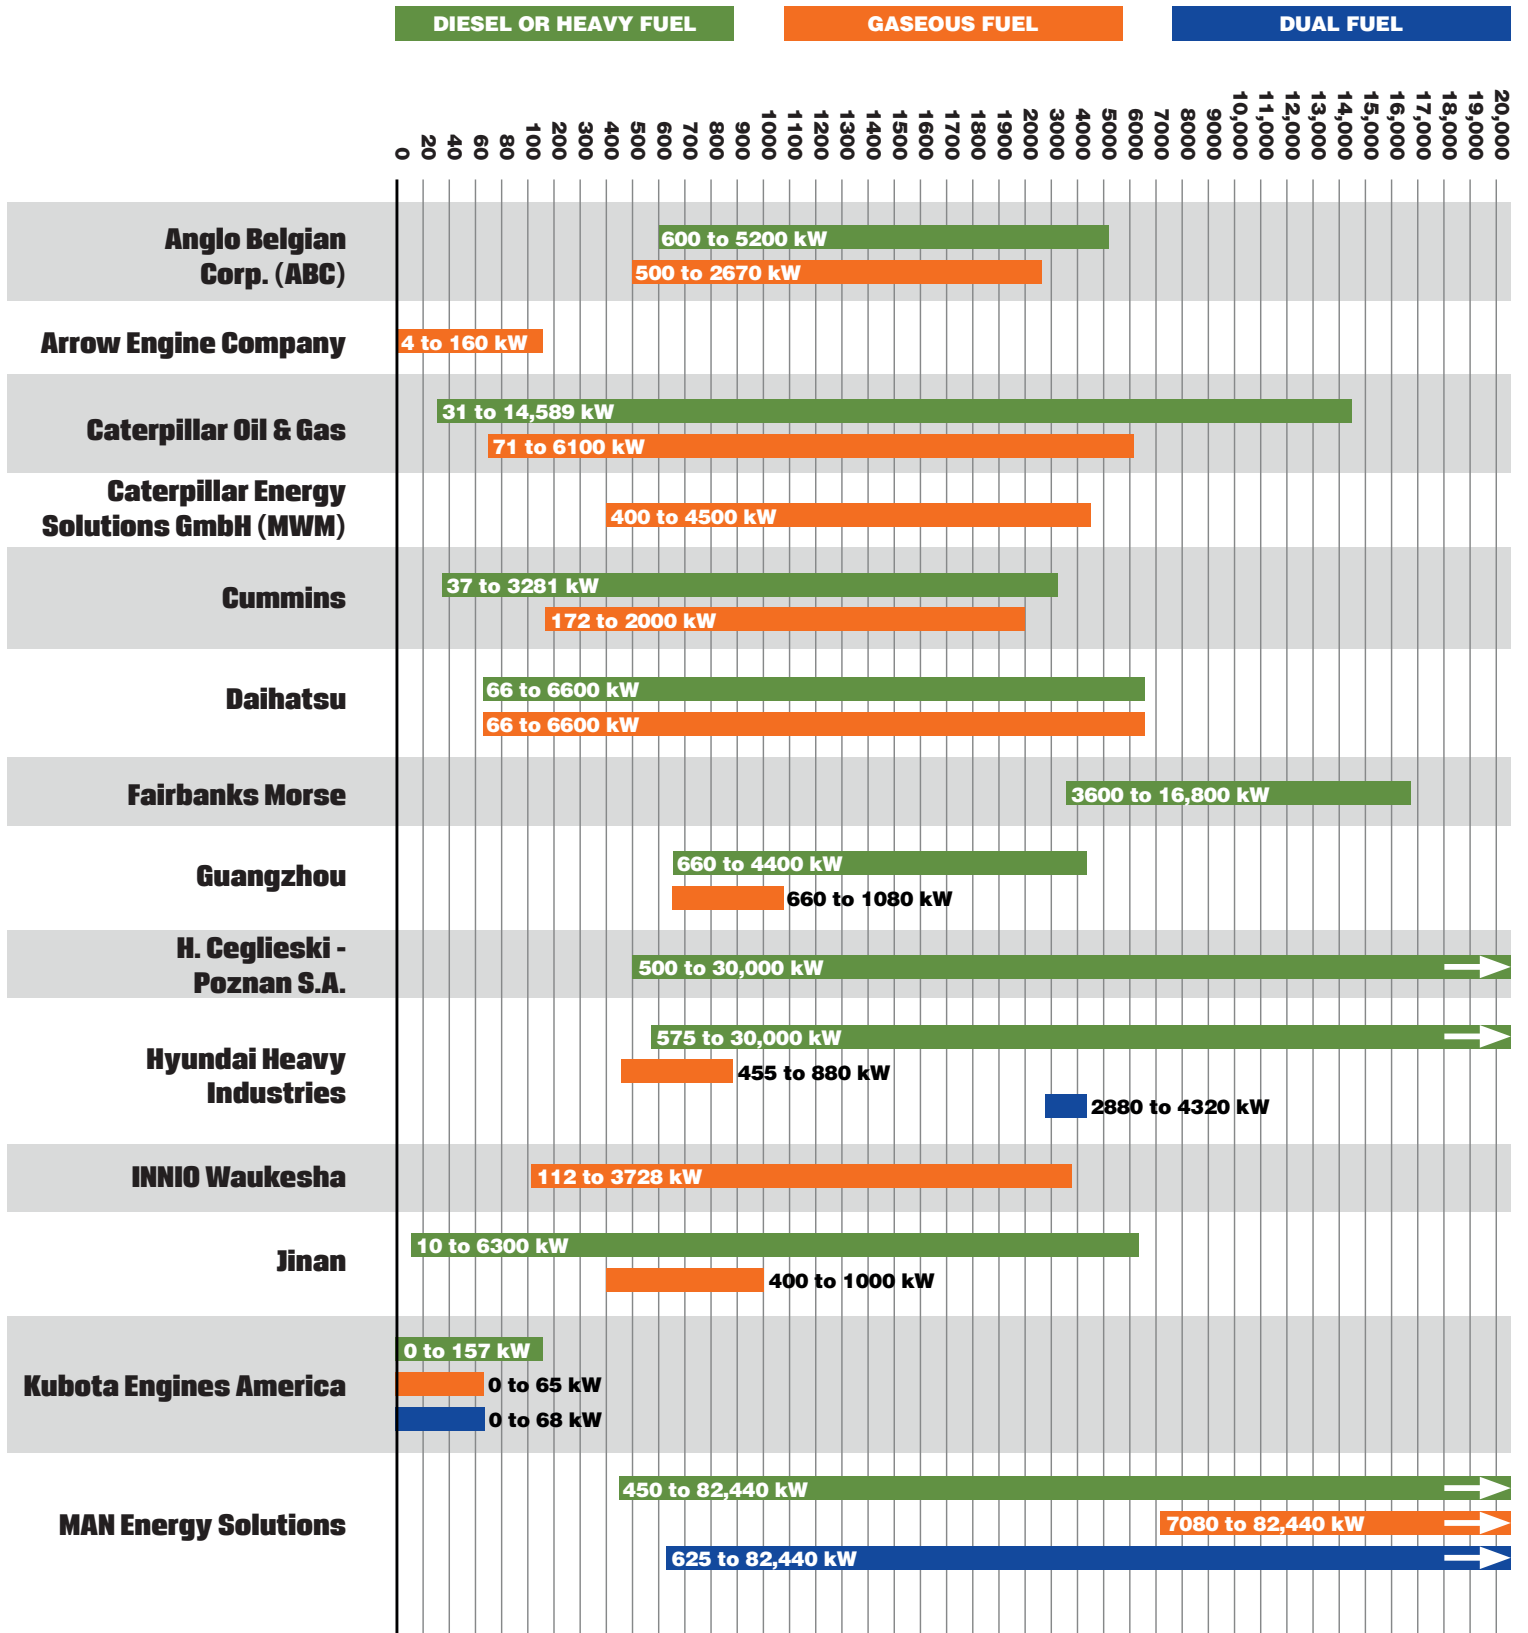 DIESEL OR HEAVY FUEL
GASEOUS FUEL
DUAL FUEL
0
20
40
60
80
100
200
300
400
500
600
700
800
900
1000
1100
1200
1300
1400
1500
1600
1700
1800
1900
2000
3000
4000
5000
6000
7000
8000
9000
10,000
11,000
12,000
13,000
14,000
15,000
16,000
17,000
18,000
19,000
20,000
Anglo Belgian
Corp. (ABC)
600 to 5200 kW
500 to 2670 kW
Arrow Engine Company
4 to 160 kW
Caterpillar Oil & Gas
31 to 14,589 kW
71 to 6100 kW
Caterpillar Energy
Solutions GmbH (MWM)
400 to 4500 kW
Cummins
37 to 3281 kW
172 to 2000 kW
Daihatsu
66 to 6600 kW
66 to 6600 kW
Fairbanks Morse
3600 to 16,800 kW
Guangzhou
660 to 4400 kW
660 to 1080 kW
H. Ceglieski -
Poznan S.A.
500 to 30,000 kW
Hyundai Heavy
Industries
575 to 30,000 kW
455 to 880 kW
2880 to 4320 kW
INNIO Waukesha
112 to 3728 kW
Jinan
10 to 6300 kW
400 to 1000 kW
Kubota Engines America
0 to 157 kW
0 to 65 kW
0 to 68 kW
MAN Energy Solutions
450 to 82,440 kW
7080 to 82,440 kW
625 to 82,440 kW